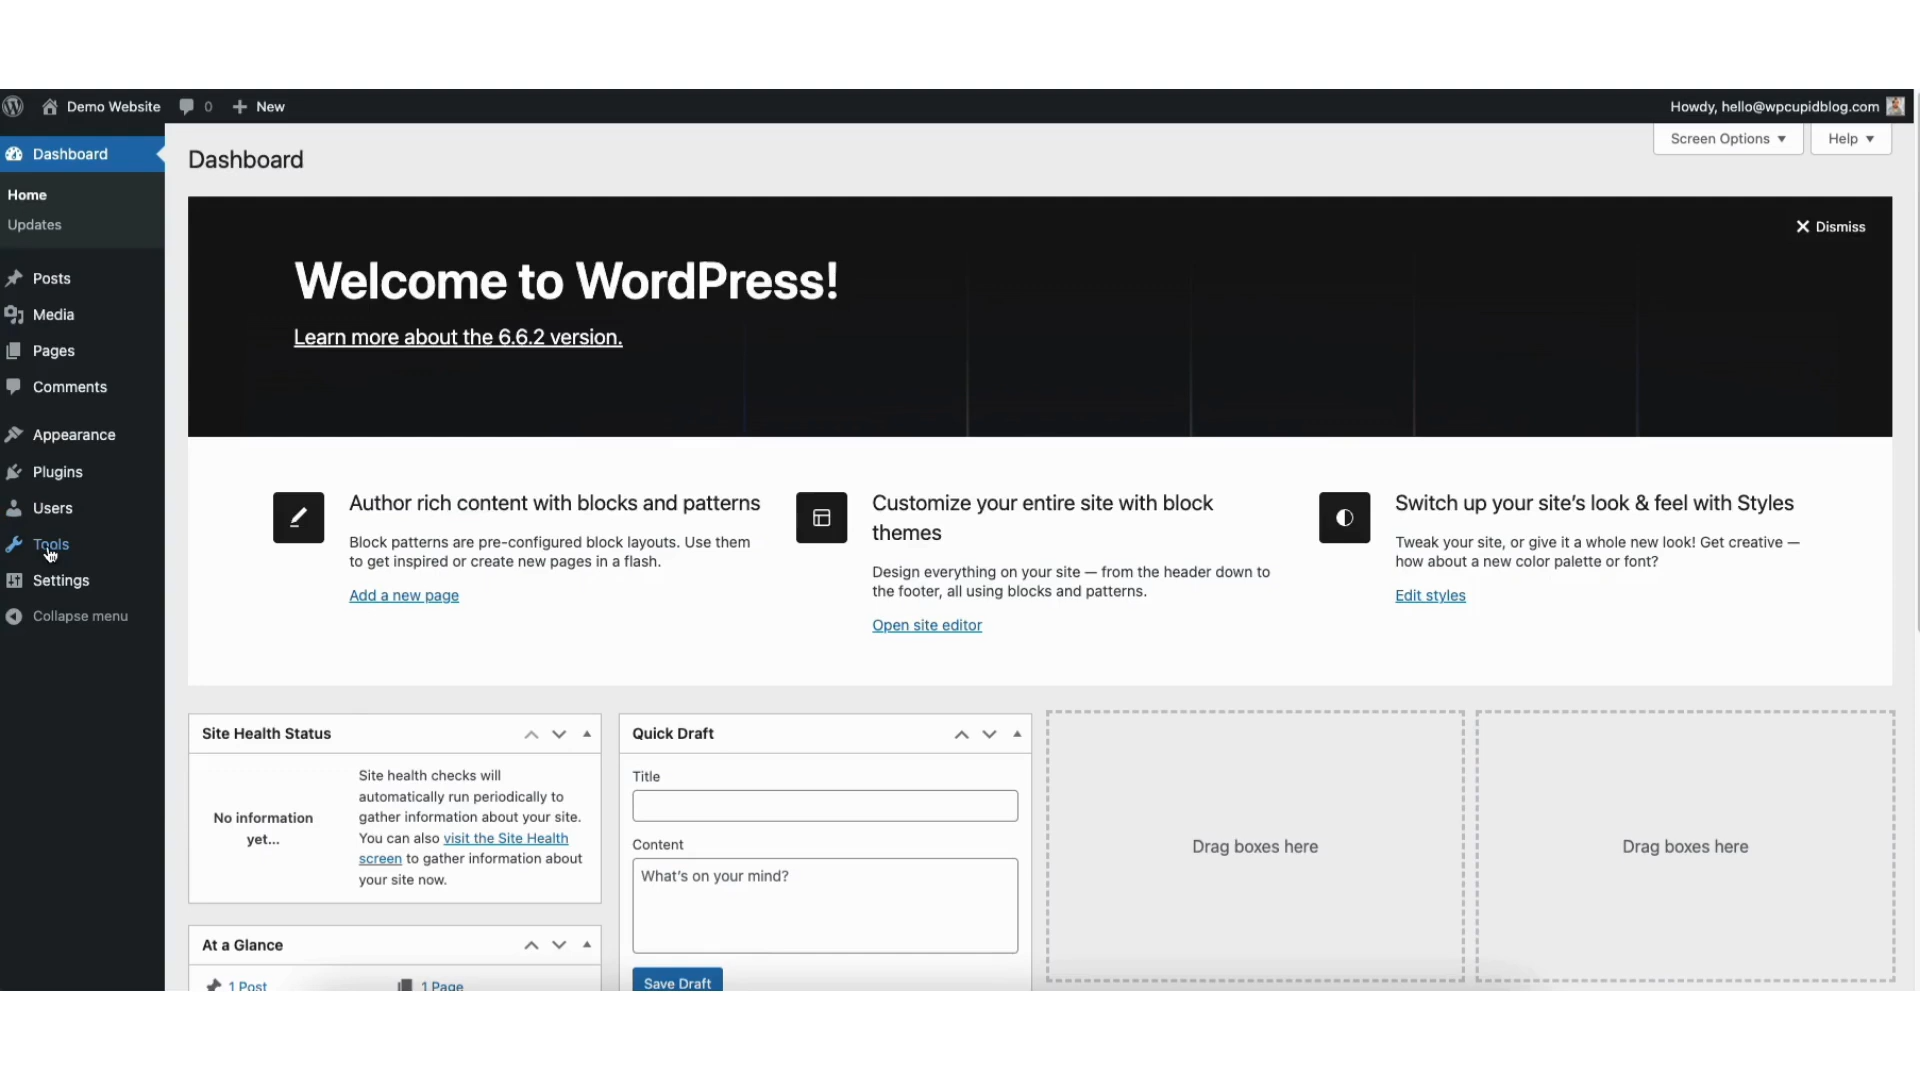 Demo Website 0 New Howdy, hello@wpcupidblog.com
Screen Options Help
Dashboard
Home
Updates
Posts
Media
Pages
Comments
Appearance
Plugins
Users
Tools
Settings
Collapse menu
Dashboard
Dismiss
Welcome to WordPress!
Learn more about the 6.6.2 version.
Author rich content with blocks and patterns
Block patterns are pre-configured block layouts. Use them
to get inspired or create new pages in a flash.
Add a new page
Customize your entire site with block
themes
Design everything on your site — from the header down to
the footer, all using blocks and patterns.
Open site editor
Switch up your site's look & feel with Styles
Tweak your site, or give it a whole new look! Get creative —
how about a new color palette or font?
Edit styles
Site Health Status
No information
yet...
Site health checks will
automatically run periodically to
gather information about your site.
You can also visit the Site Health
screen to gather information about
your site now.
At a Glance
1 Post 1 Page
Quick Draft
Title
Content
What's on your mind?
Save Draft
Drag boxes here
Drag boxes here